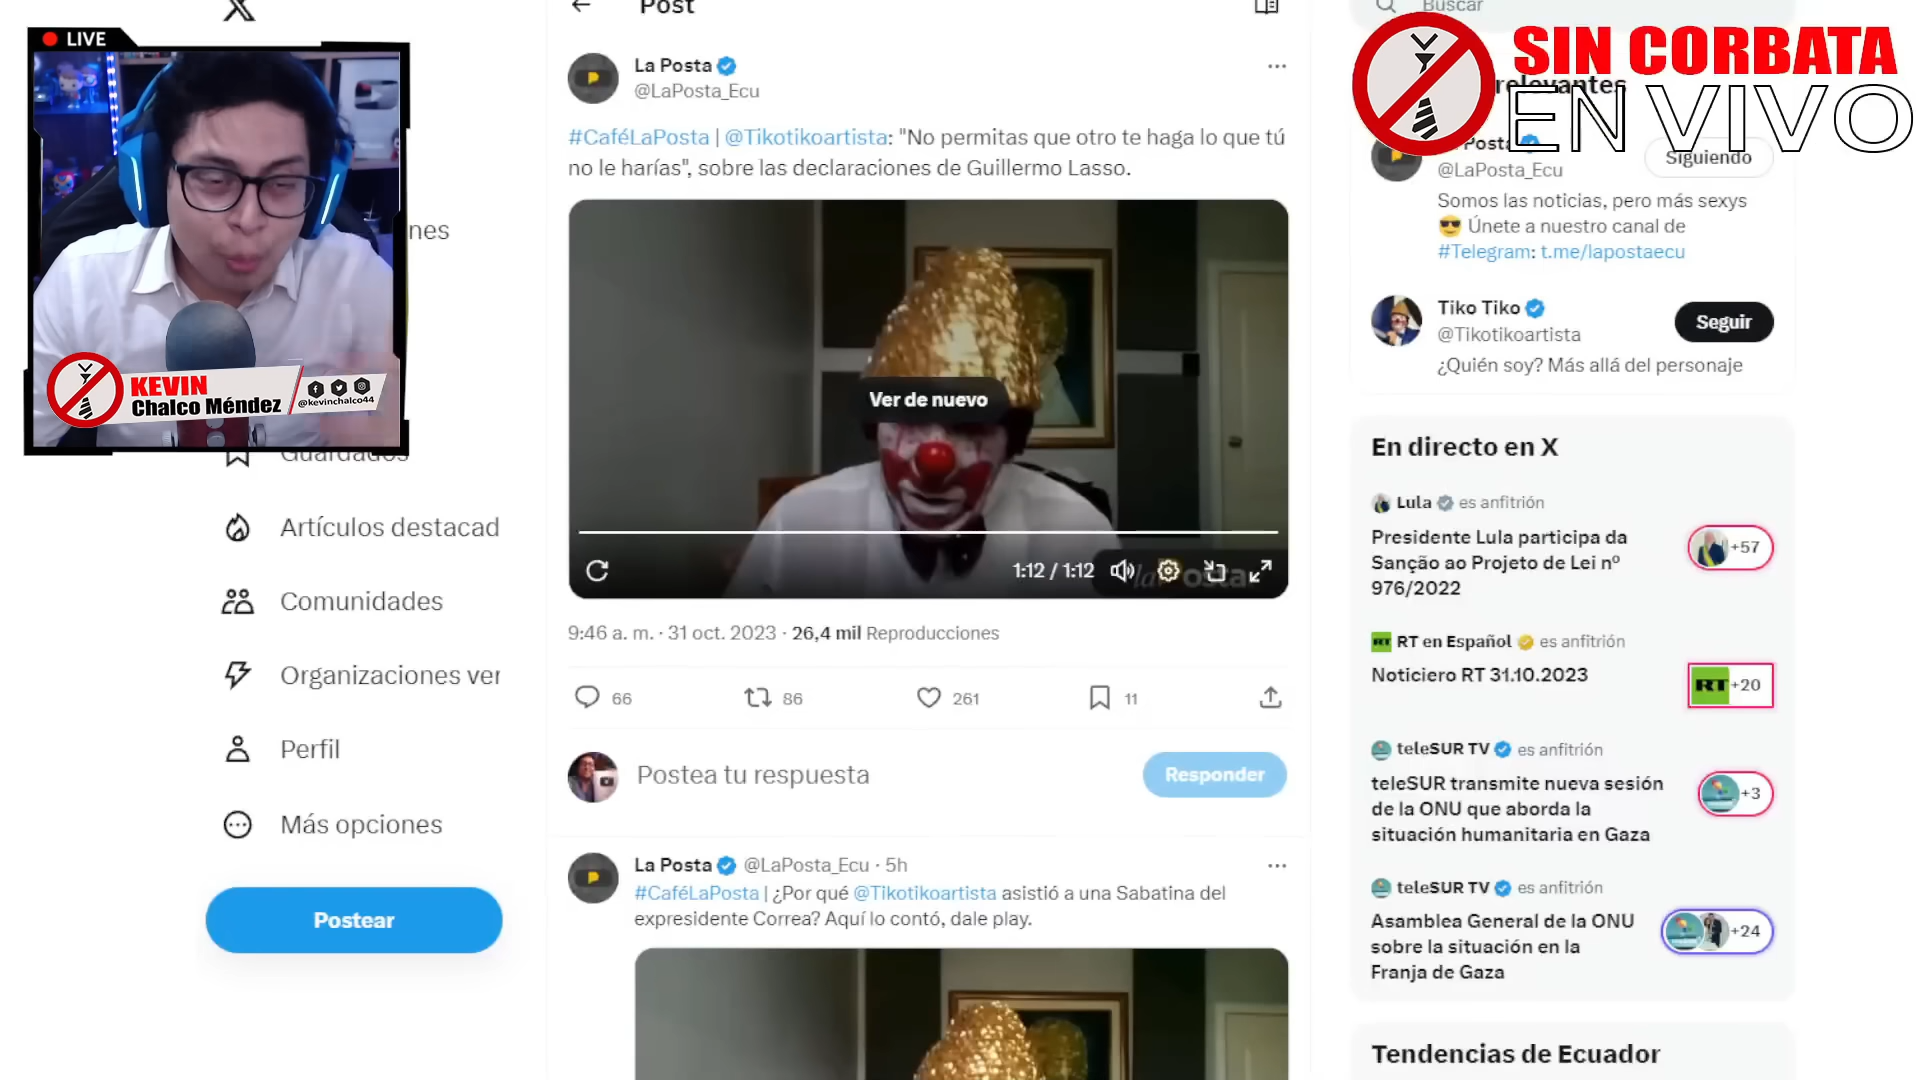 LIVE
KEVIN
Chalco Méndez
@kevinchalco44
nes
Guardados
Artículos destacad
Comunidades
Organizaciones ver
Perfil
Más opciones
Postear
Post
La Posta
@LaPosta_Ecu
#CaféLaPosta | @Tikotikoartista: "No permitas que otro te haga lo que tú
no le harías", sobre las declaraciones de Guillermo Lasso.
Ver de nuevo
1:12 / 1:12
9:46 a. m. · 31 oct. 2023 · 26,4 mil Reproducciones
66
86
261
11
Postea tu respuesta
Responder
La Posta @LaPosta_Ecu · 5h
#CaféLaPosta | ¿Por qué @Tikotikoartista asistió a una Sabatina del
expresidente Correa? Aquí lo contó, dale play.
Buscar
SIN CORBATA
EN VIVO
relevantes
Posta
Siguiendo
@LaPosta_Ecu
Somos las noticias, pero más sexys
😎 Únete a nuestro canal de
#Telegram: t.me/lapostaecu
Tiko Tiko
@Tikotikoartista
Seguir
¿Quién soy? Más allá del personaje
En directo en X
Lula es anfitrión
Presidente Lula participa da
Sanção ao Projeto de Lei nº
976/2022
+57
RT en Español es anfitrión
Noticiero RT 31.10.2023
RT +20
teleSUR TV es anfitrión
teleSUR transmite nueva sesión
de la ONU que aborda la
situación humanitaria en Gaza
+3
teleSUR TV es anfitrión
Asamblea General de la ONU
sobre la situación en la
Franja de Gaza
+24
Tendencias de Ecuador